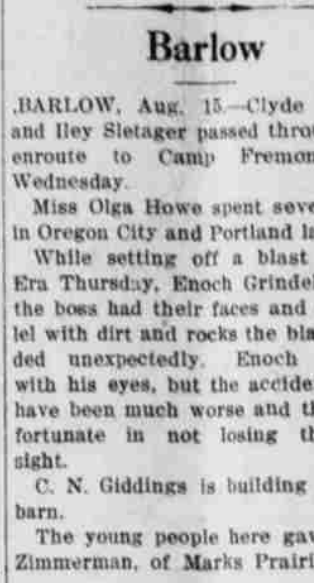 Barlow
.BARLOW, Aug. 15.—Clyde
and Iley Sletager passed thro
enroute to Camp Fremon
Wednesday.
Miss Olga Howe spent seve
in Oregon City and Portland la
While setting off a blast
Era Thursday, Enoch Grindel
the boss had their faces and
lel with dirt and rocks the bla
ded unexpectedly. Enoch
with his eyes, but the accide
have been much worse and th
fortunate in not losing th
sight.
C. N. Giddings is building
barn.
The young people here gav
Zimmerman, of Marks Prairi